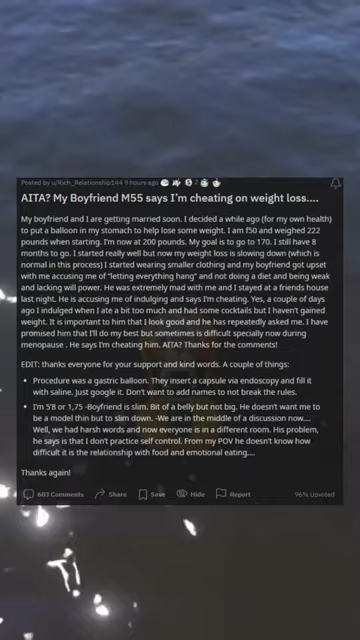 Posted by u/Rich_Relationship144 9 hours ago
AITA? My Boyfriend M55 says I'm cheating on weight loss....
My boyfriend and I are getting married soon. I decided a while ago (for my own health)
to put a balloon in my stomach to help lose some weight. I am f50 and weighed 222
pounds when starting. I'm now at 200 pounds. My goal is to go to 170. I still have 8
months to go. I started really well but now my weight loss is slowing down (which is
normal in this process) I started wearing smaller clothing and my boyfriend got upset
with me accusing me of "letting everything hang" and not doing a diet and being weak
and lacking will power. He was extremely mad with me and I stayed at a friends house
last night. He is accusing me of indulging and says I'm cheating. Yes, a couple of days
ago I indulged when I ate a bit too much and had some cocktails but I haven't gained
weight. It is important to him that I look good and he has repeatedly asked me. I have
promised him that I'll do my best but sometimes is difficult specially now during
menopause . He says I'm cheating him. AITA? Thanks for the comments!
EDIT: thanks everyone for your support and kind words. A couple of things:
• Procedure was a gastric balloon. They insert a capsule via endoscopy and fill it
with saline. Just google it. Don't want to add names to not break the rules.
• I'm 5'8 or 1,75 -Boyfriend is slim. Bit of a belly but not big. He doesn't want me to
be a model thin but to slim down. -We are in the middle of a discussion now....
Well, we had harsh words and now everyone is in a different room. His problem,
he says is that I don't practice self control. From my POV he doesn't know how
difficult it is the relationship with food and emotional eating....
Thanks again!
603 Comments Share Save Hide Report 96% Upvoted